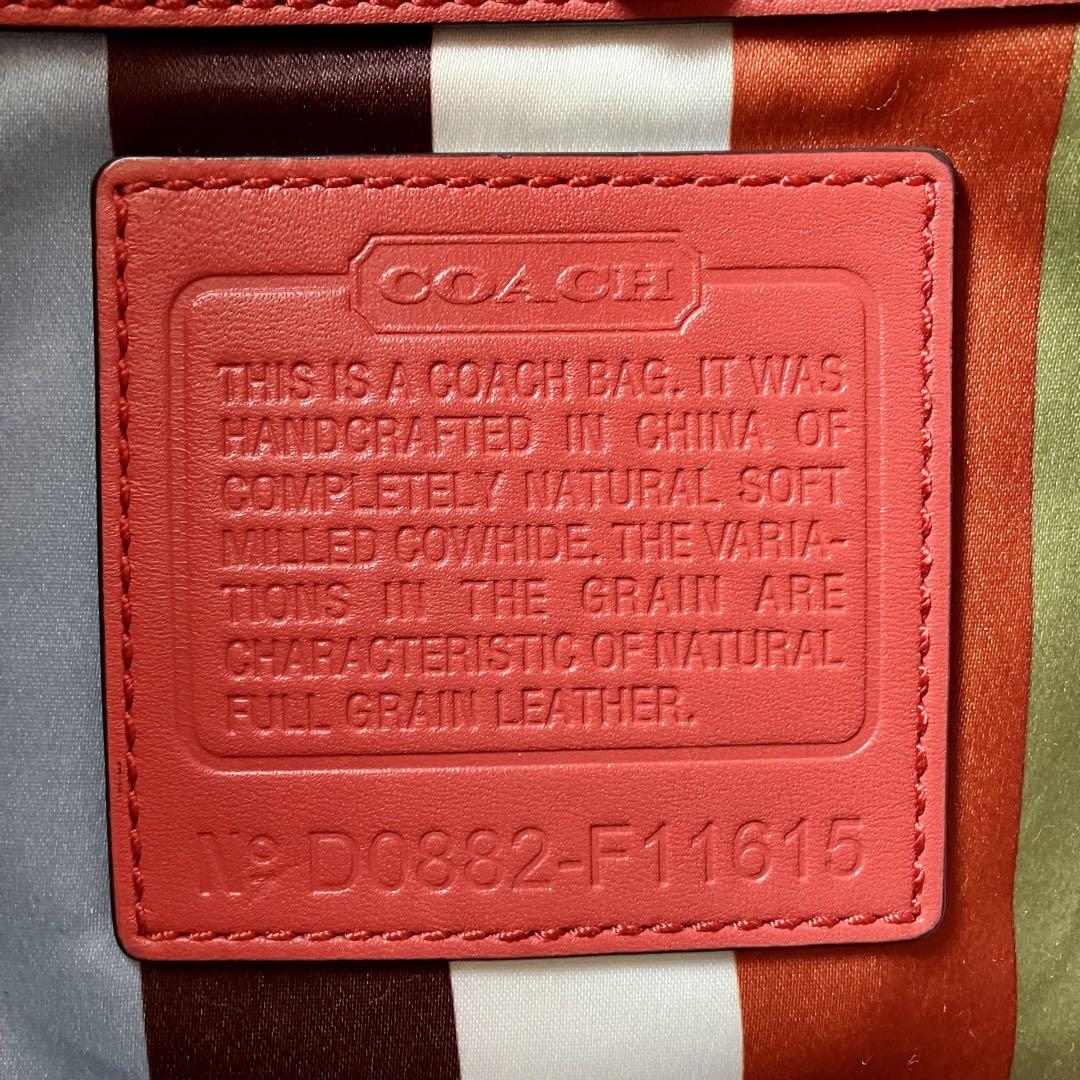 COACH
THIS IS A COACH BAG. IT WAS
HANDCRAFTED IN CHINA OF
COMPLETELY NATURAL SOFT
MILLED COWHIDE. THE VARIA-
TIONS IN THE GRAIN ARE
CHARACTERISTIC OF NATURAL
FULL GRAIN LEATHER.
Nº D0882-F11615